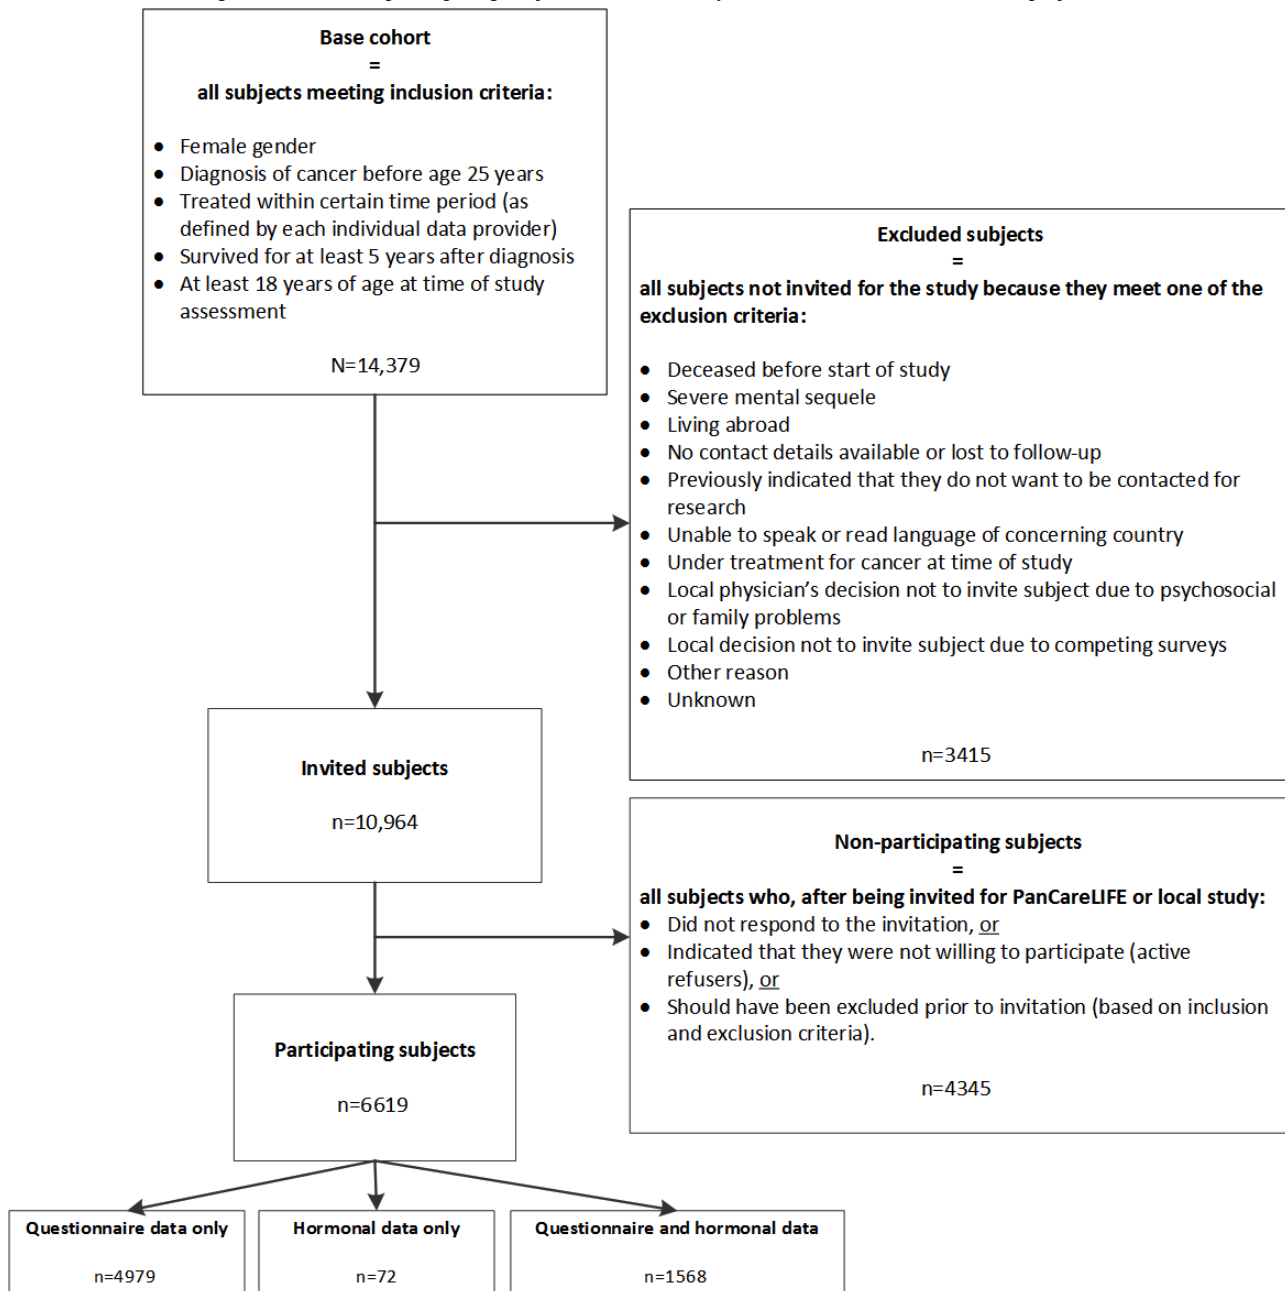 Base cohort
=
all subjects meeting inclusion criteria:
● Female gender
● Diagnosis of cancer before age 25 years
● Treated within certain time period (as
defined by each individual data provider)
● Survived for at least 5 years after diagnosis
● At least 18 years of age at time of study
assessment
N=14,379
Excluded subjects
=
all subjects not invited for the study because they meet one of the
exclusion criteria:
● Deceased before start of study
● Severe mental sequele
● Living abroad
● No contact details available or lost to follow-up
● Previously indicated that they do not want to be contacted for
research
● Unable to speak or read language of concerning country
● Under treatment for cancer at time of study
● Local physician's decision not to invite subject due to psychosocial
or family problems
● Local decision not to invite subject due to competing surveys
● Other reason
● Unknown
n=3415
Invited subjects
n=10,964
Non-participating subjects
=
all subjects who, after being invited for PanCareLIFE or local study:
● Did not respond to the invitation, or
● Indicated that they were not willing to participate (active
refusers), or
● Should have been excluded prior to invitation (based on inclusion
and exclusion criteria).
n=4345
Participating subjects
n=6619
Questionnaire data only
n=4979
Hormonal data only
n=72
Questionnaire and hormonal data
n=1568